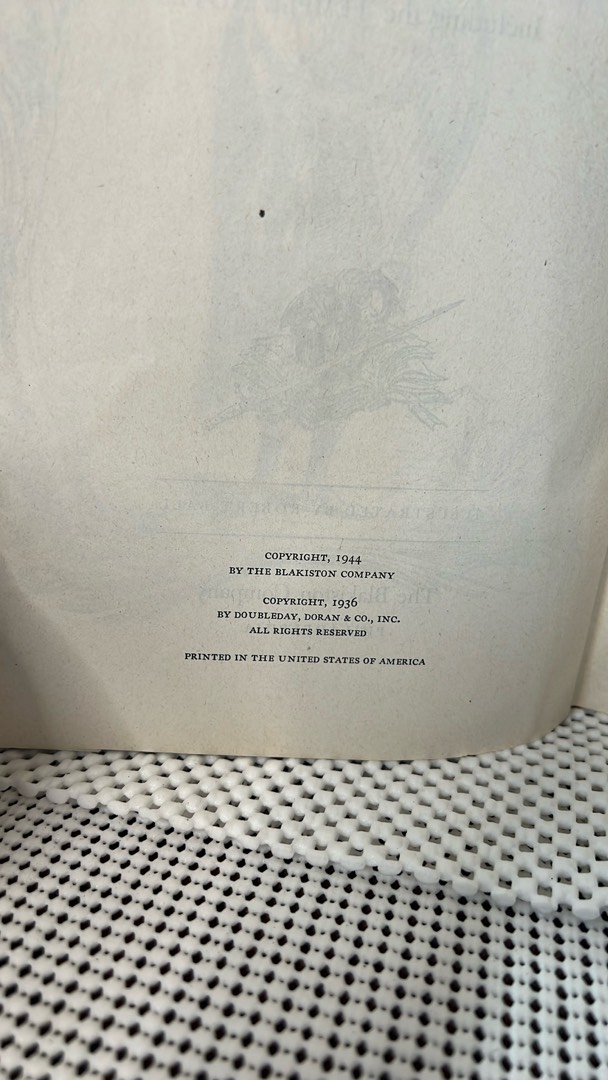 COPYRIGHT, 1944
BY THE BLAKISTON COMPANY
COPYRIGHT, 1936
BY DOUBLEDAY, DORAN & CO., INC.
ALL RIGHTS RESERVED
PRINTED IN THE UNITED STATES OF AMERICA